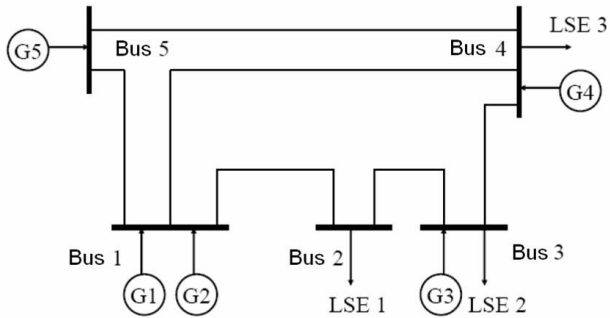 LSE 3
G5
Bus 5
Bus 4
G4
Bus 1
Bus 2
Bus 3
G1
G2
LSE 1
G3
LSE 2